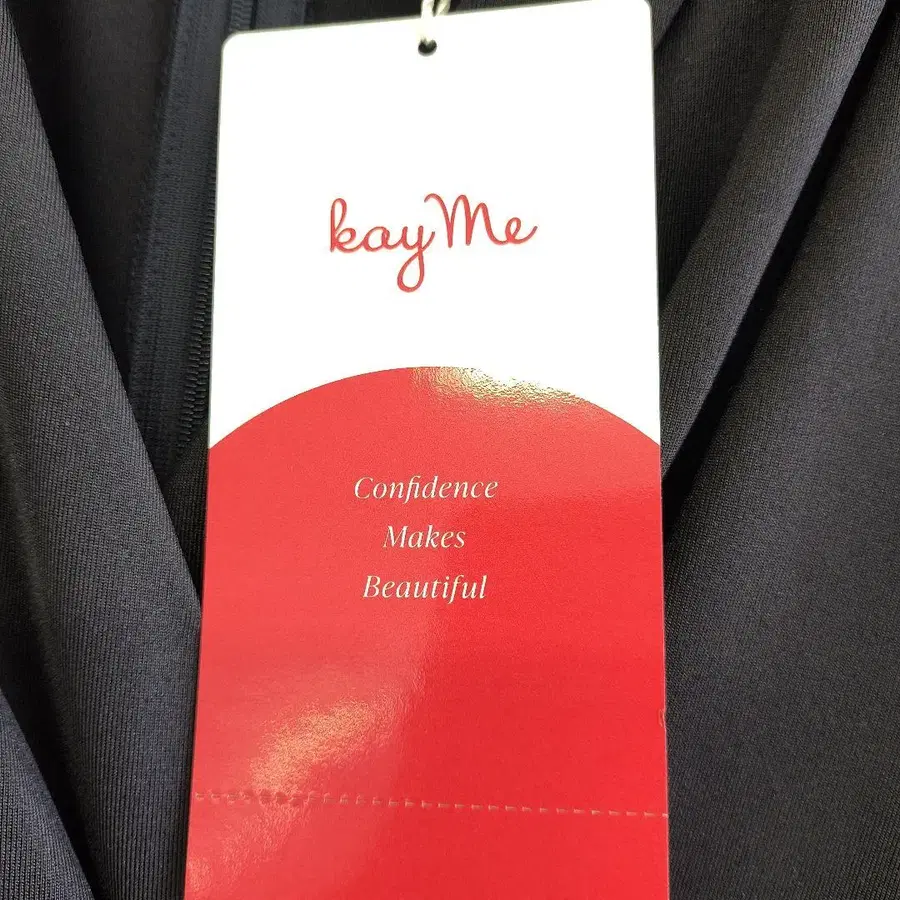 kay me
Confidence
Makes
Beautiful